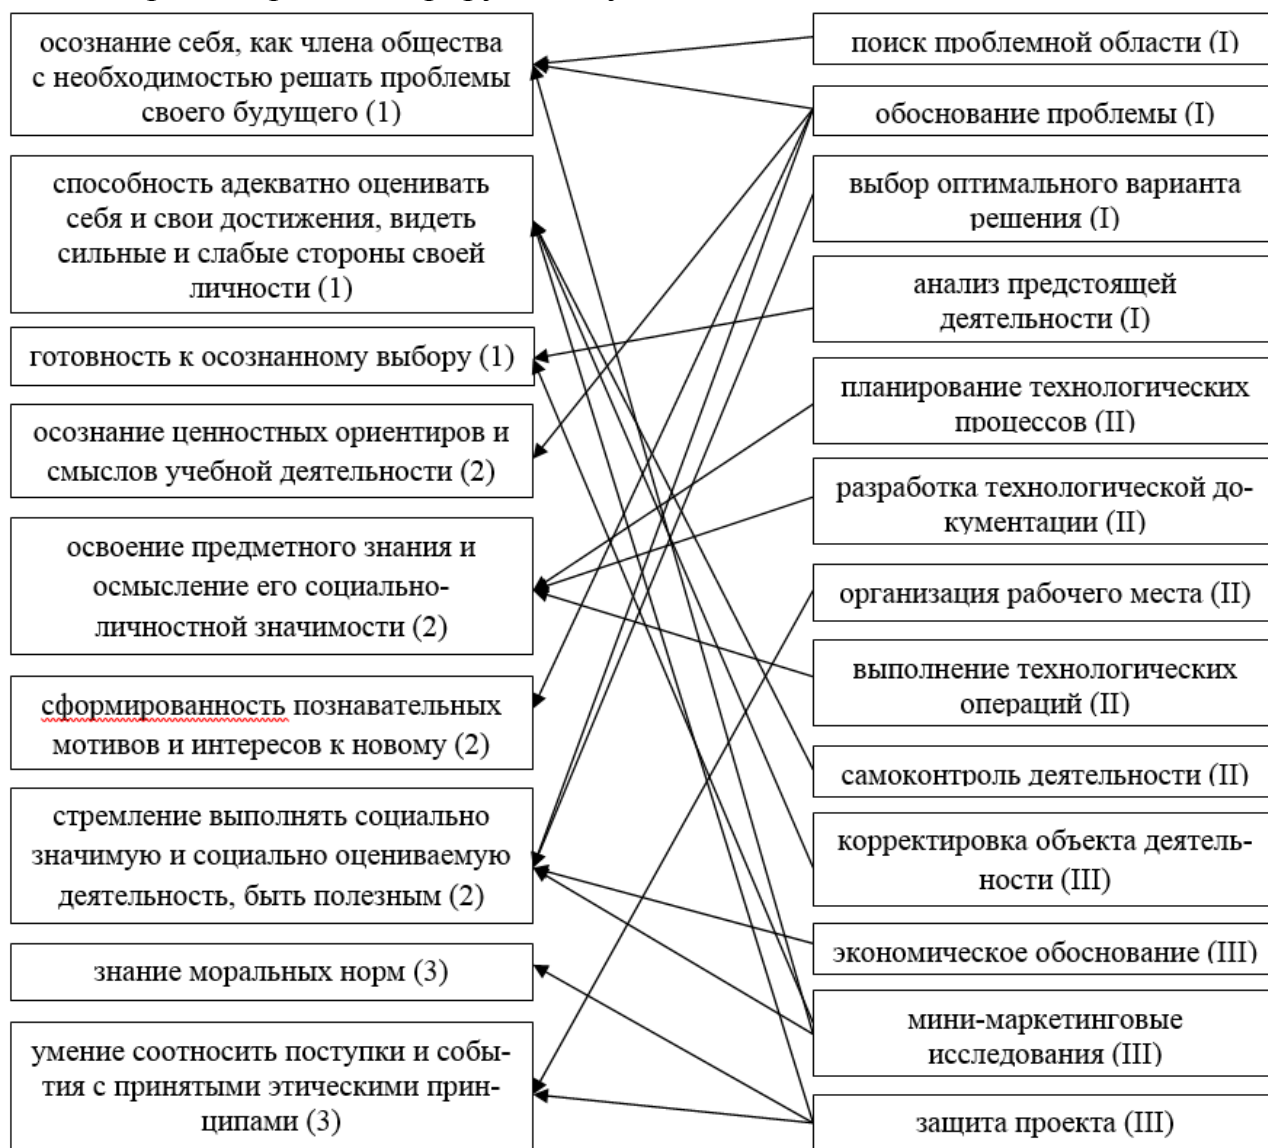 осознание себя, как члена общества
с необходимостью решать проблемы
своего будущего (1)
способность адекватно оценивать
себя и свои достижения, видеть
сильные и слабые стороны своей
личности (1)
готовность к осознанному выбору (1)
осознание ценностных ориентиров и
смыслов учебной деятельности (2)
освоение предметного знания и
осмысление его социально-
личностной значимости (2)
сформированность познавательных
мотивов и интересов к новому (2)
стремление выполнять социально
значимую и социально оцениваемую
деятельность, быть полезным (2)
знание моральных норм (3)
умение соотносить поступки и собы-
тия с принятыми этическими прин-
ципами (3)
поиск проблемной области (I)
обоснование проблемы (I)
выбор оптимального варианта
решения (I)
анализ предстоящей
деятельности (I)
планирование технологических
процессов (II)
разработка технологической до-
кументации (II)
организация рабочего места (II)
выполнение технологических
операций (II)
самоконтроль деятельности (II)
корректировка объекта деятель-
ности (III)
экономическое обоснование (III)
мини-маркетинговые
исследования (III)
защита проекта (III)